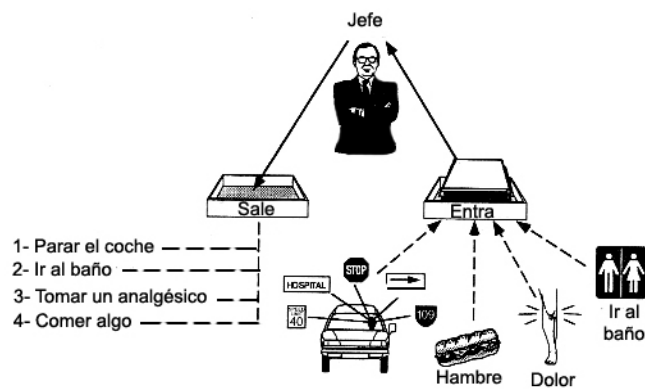 Jefe
Sale
Entra
1- Parar el coche
2- Ir al baño
3- Tomar un analgésico
4- Comer algo
STOP
HOSPITAL
40
109
Hambre
Dolor
Ir al
baño